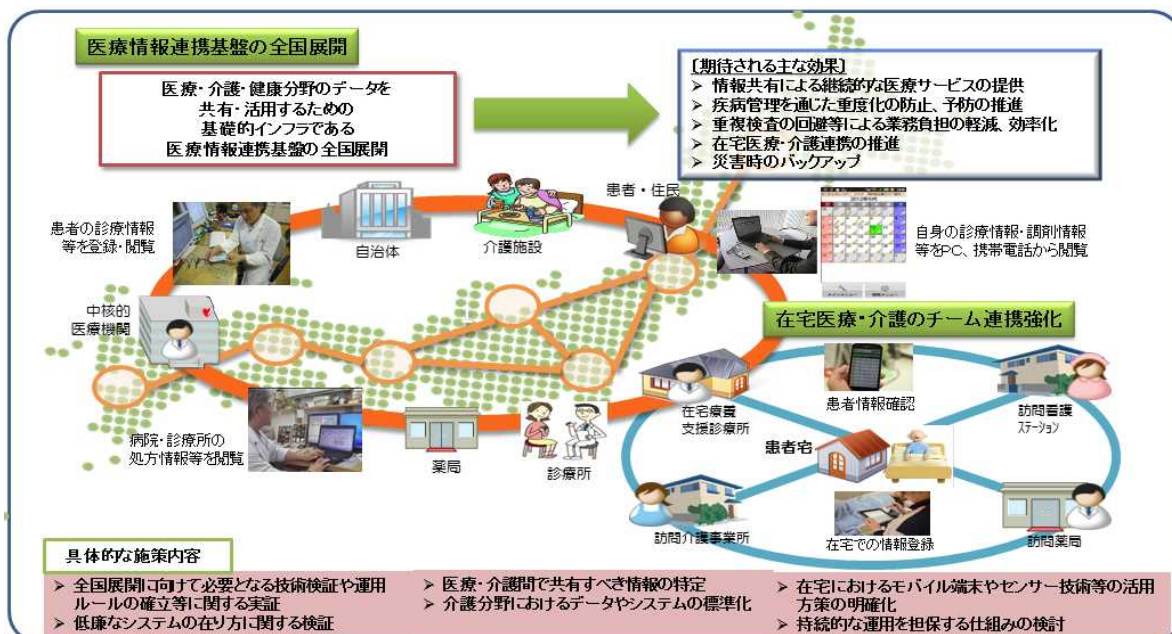 医療情報連携基盤の全国展開
医療・介護・健康分野のデータを
共有・活用するための
基礎的インフラである
医療情報連携基盤の全国展開
［期待される主な効果］
➢ 情報共有による継続的な医療サービスの提供
➢ 疾病管理を通じた重度化の防止、予防の推進
➢ 重複検査の回避等による業務負担の軽減、効率化
➢ 在宅医療・介護連携の推進
➢ 災害時のバックアップ
患者の診療情報
等を登録・閲覧
自治体
介護施設
患者・住民
自身の診療情報・調剤情報
等をPC、携帯電話から閲覧
中核的
医療機関
病院・診療所の
処方情報等を閲覧
薬局
診療所
在宅医療・介護のチーム連携強化
在宅療養
支援診療所
患者情報確認
訪問看護
ステーション
患者宅
訪問介護事業所
在宅での情報登録
訪問薬局
具体的な施策内容
➢ 全国展開に向けて必要となる技術検証や運用
ルールの確立等に関する実証
➢ 低廉なシステムの在り方に関する検証
➢ 医療・介護間で共有すべき情報の特定
➢ 介護分野におけるデータやシステムの標準化
➢ 在宅におけるモバイル端末やセンサー技術等の活用
方策の明確化
➢ 持続的な運用を担保する仕組みの検討